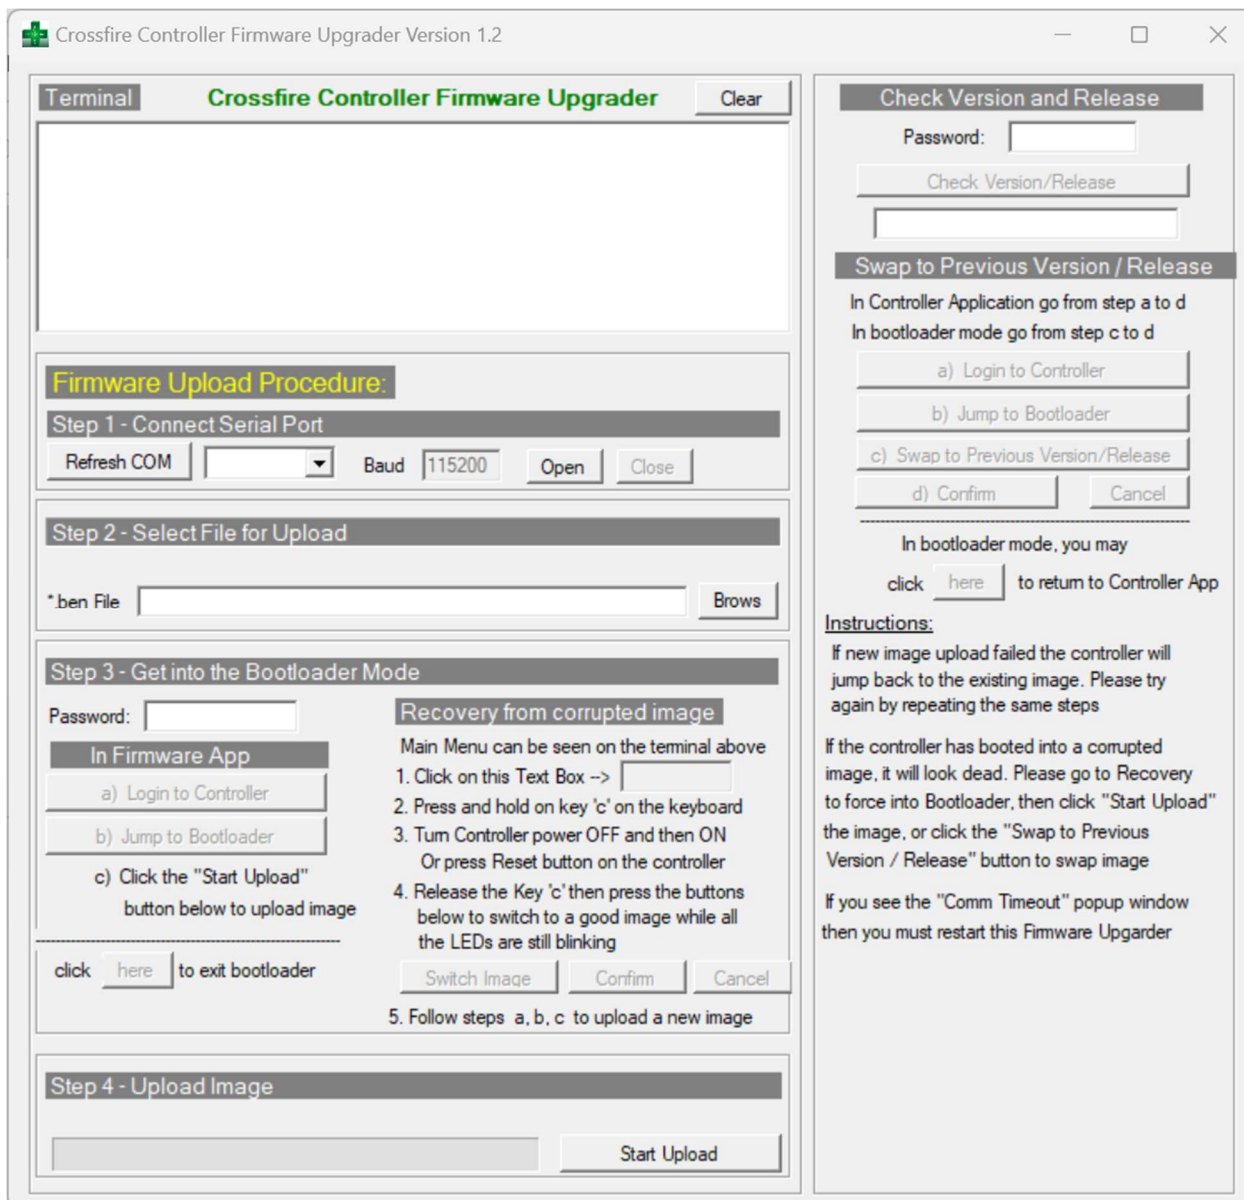 Crossfire Controller Firmware Upgrader Version 1.2
Terminal
Crossfire Controller Firmware Upgrader
Clear
Firmware Upload Procedure:
Step 1 - Connect Serial Port
Refresh COM
Baud
115200
Open
Close
Step 2 - Select File for Upload
*.ben File
Brows
Step 3 - Get into the Bootloader Mode
Password:
In Firmware App
a) Login to Controller
b) Jump to Bootloader
c) Click the "Start Upload"
button below to upload image
click here to exit bootloader
Recovery from corrupted image
Main Menu can be seen on the terminal above
1. Click on this Text Box -->
2. Press and hold on key 'c' on the keyboard
3. Turn Controller power OFF and then ON
Or press Reset button on the controller
4. Release the Key 'c' then press the buttons
below to switch to a good image while all
the LEDs are still blinking
Switch Image
Confirm
Cancel
5. Follow steps a, b, c to upload a new image
Step 4 - Upload Image
Start Upload
Check Version and Release
Password:
Check Version/Release
Swap to Previous Version / Release
In Controller Application go from step a to d
In bootloader mode go from step c to d
a) Login to Controller
b) Jump to Bootloader
c) Swap to Previous Version/Release
d) Confirm
Cancel
In bootloader mode, you may
click here to return to Controller App
Instructions:
If new image upload failed the controller will
jump back to the existing image. Please try
again by repeating the same steps
If the controller has booted into a corrupted
image, it will look dead. Please go to Recovery
to force into Bootloader, then click "Start Upload"
the image, or click the "Swap to Previous
Version / Release" button to swap image
If you see the "Comm Timeout" popup window
then you must restart this Firmware Upgarder